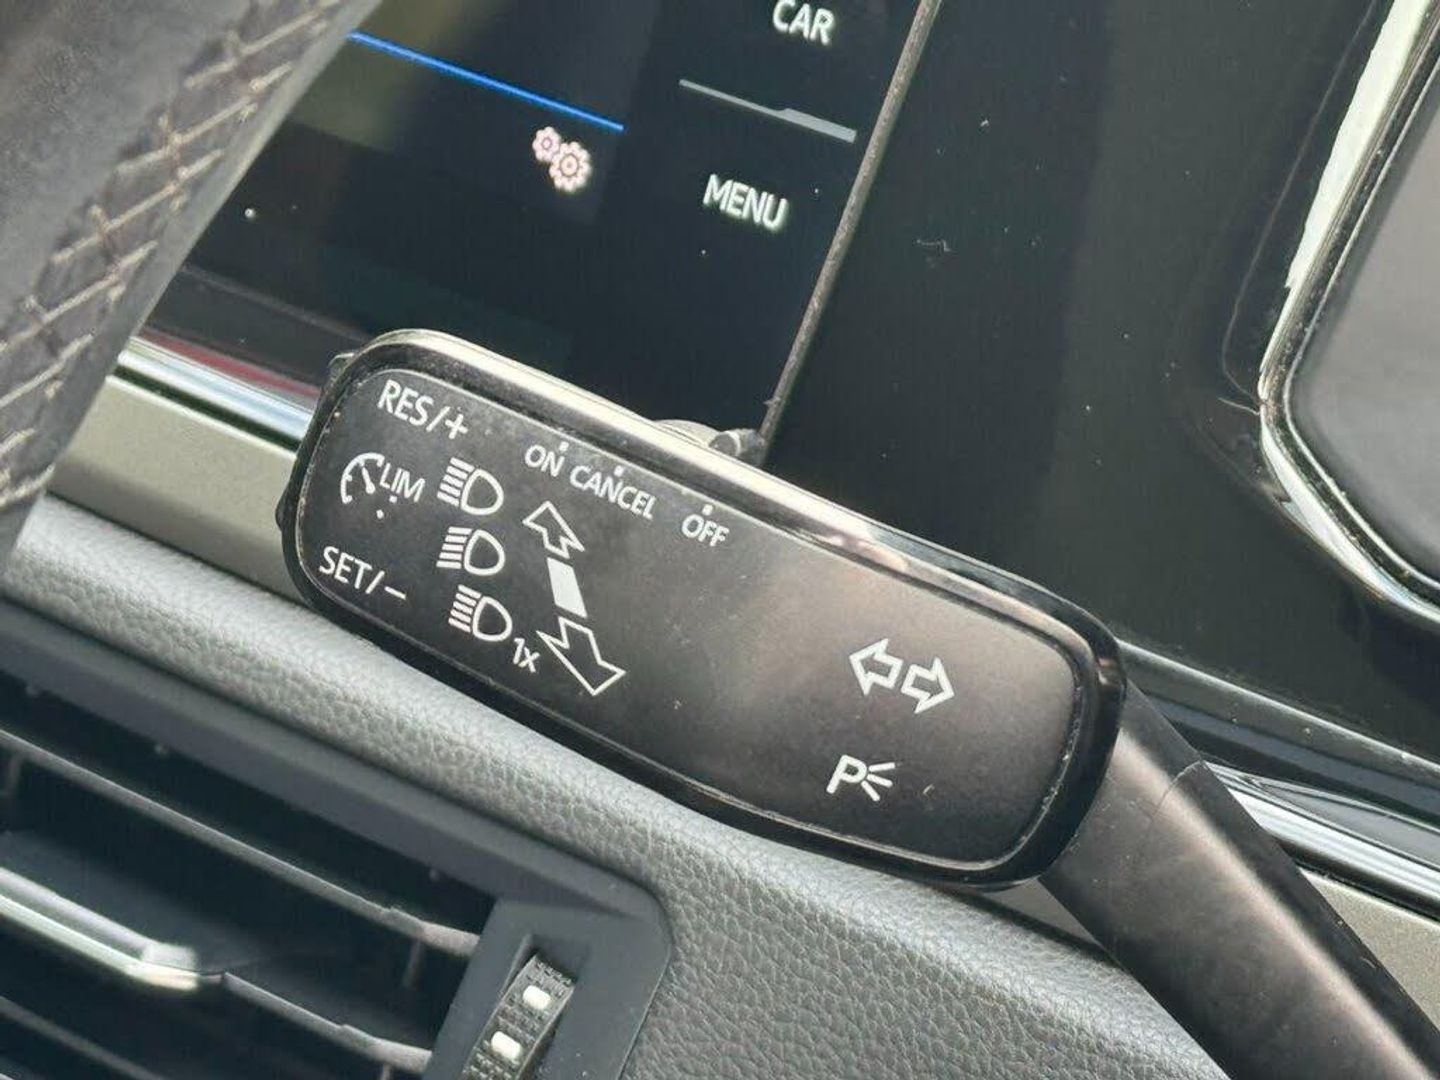 CAR
MENU
RES/+
ON CANCEL OFF
LIM
SET/-
1x
P